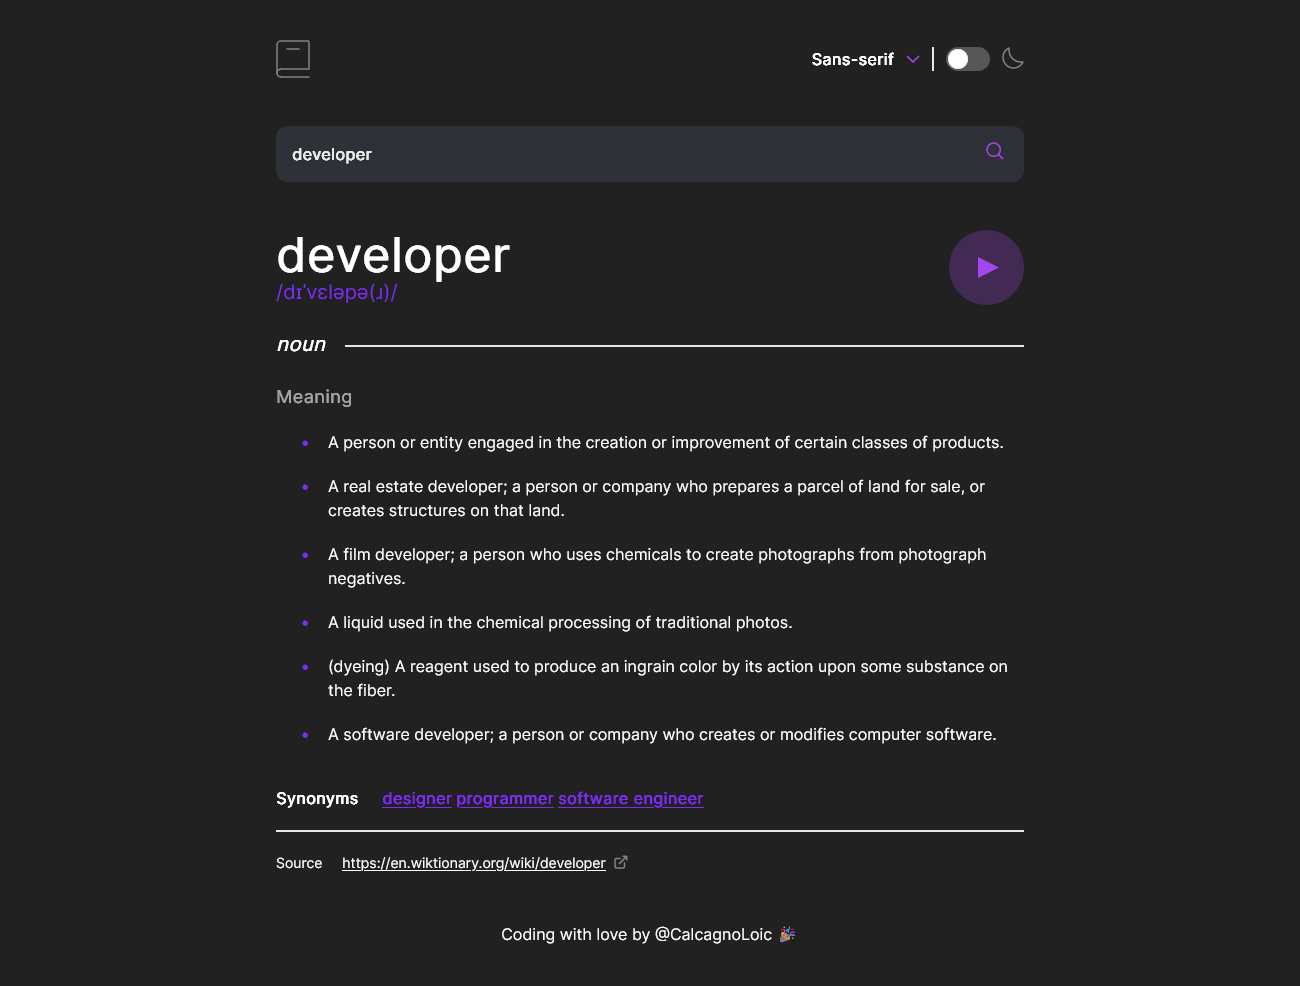 Sans-serif
developer
developer
/dɪˈvɛləpə(ɹ)/
noun
Meaning
A person or entity engaged in the creation or improvement of certain classes of products.
A real estate developer; a person or company who prepares a parcel of land for sale, or
creates structures on that land.
A film developer; a person who uses chemicals to create photographs from photograph
negatives.
A liquid used in the chemical processing of traditional photos.
(dyeing) A reagent used to produce an ingrain color by its action upon some substance on
the fiber.
A software developer; a person or company who creates or modifies computer software.
Synonyms designer programmer software engineer
Source https://en.wiktionary.org/wiki/developer
Coding with love by @CalcagnoLoic 🎉